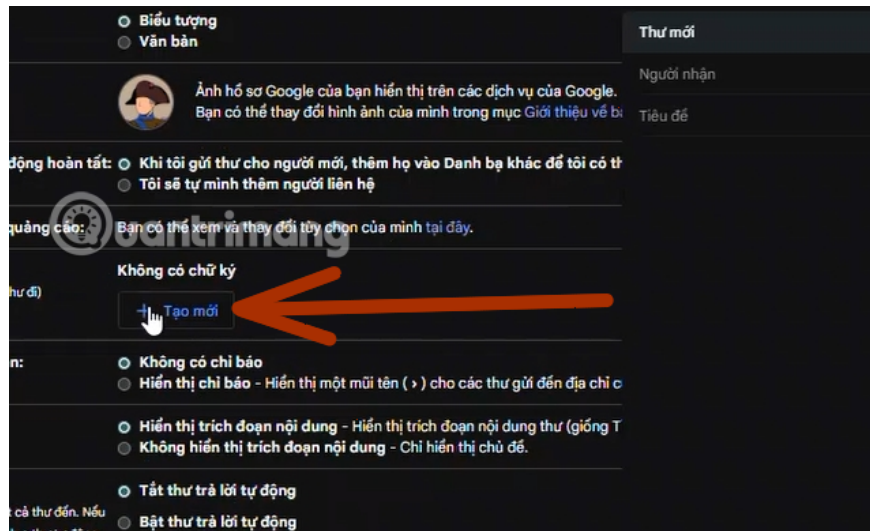 Biểu tượng
Văn bản
Ảnh hồ sơ Google của bạn hiển thị trên các dịch vụ của Google.
Bạn có thể thay đổi hình ảnh của mình trong mục Giới thiệu về bả
động hoàn tất: Khi tôi gửi thư cho người mới, thêm họ vào Danh bạ khác để tôi có th
Tôi sẽ tự mình thêm người liên hệ
quảng cáo: Bạn có thể xem và thay đổi tùy chọn của mình tại đây.
Quantrimang
Không có chữ ký
hư đi)
+ Tạo mới
n: Không có chỉ báo
Hiển thị chỉ báo - Hiển thị một mũi tên ( › ) cho các thư gửi đến địa chỉ c
Hiển thị trích đoạn nội dung - Hiển thị trích đoạn nội dung thư (giống T
Không hiển thị trích đoạn nội dung - Chỉ hiển thị chủ đề.
Tắt thư trả lời tự động
t cả thư đến. Nếu
Bật thư trả lời tự động
Thư mới
Người nhận
Tiêu đề